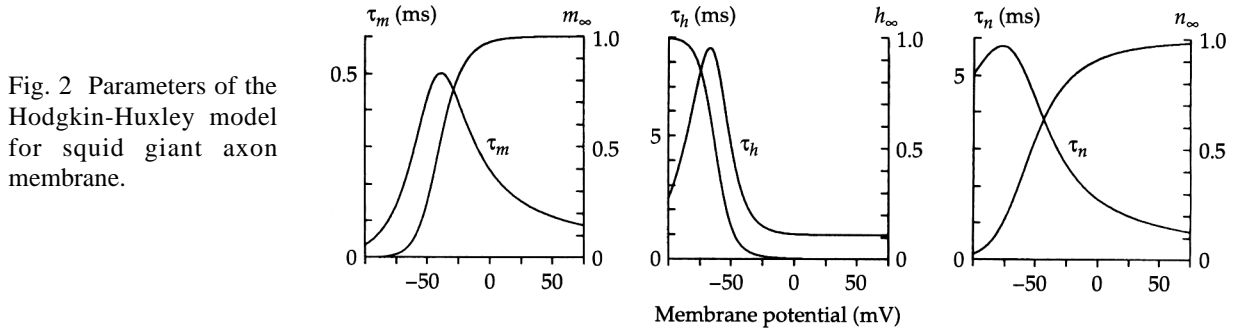 Fig. 2 Parameters of the
Hodgkin-Huxley model
for squid giant axon
membrane.
τm (ms) m∞
0.5
0
1.0
0.5
0
τm
−50 0 50
τh (ms) h∞
5
0
1.0
0.5
0
τh
−50 0 50
τn (ms) n∞
5
0
1.0
0.5
0
τn
−50 0 50
Membrane potential (mV)